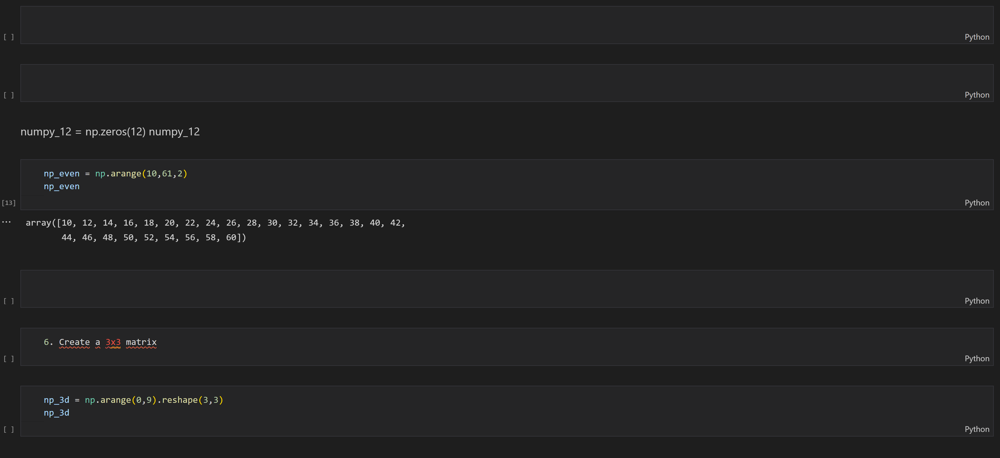 [ ]
Python
[ ]
Python
numpy_12 = np.zeros(12) numpy_12
np_even = np.arange(10,61,2)
np_even
[13]
Python
... array([10, 12, 14, 16, 18, 20, 22, 24, 26, 28, 30, 32, 34, 36, 38, 40, 42,
44, 46, 48, 50, 52, 54, 56, 58, 60])
[ ]
Python
6. Create a 3x3 matrix
[ ]
Python
np_3d = np.arange(0,9).reshape(3,3)
np_3d
[ ]
Python